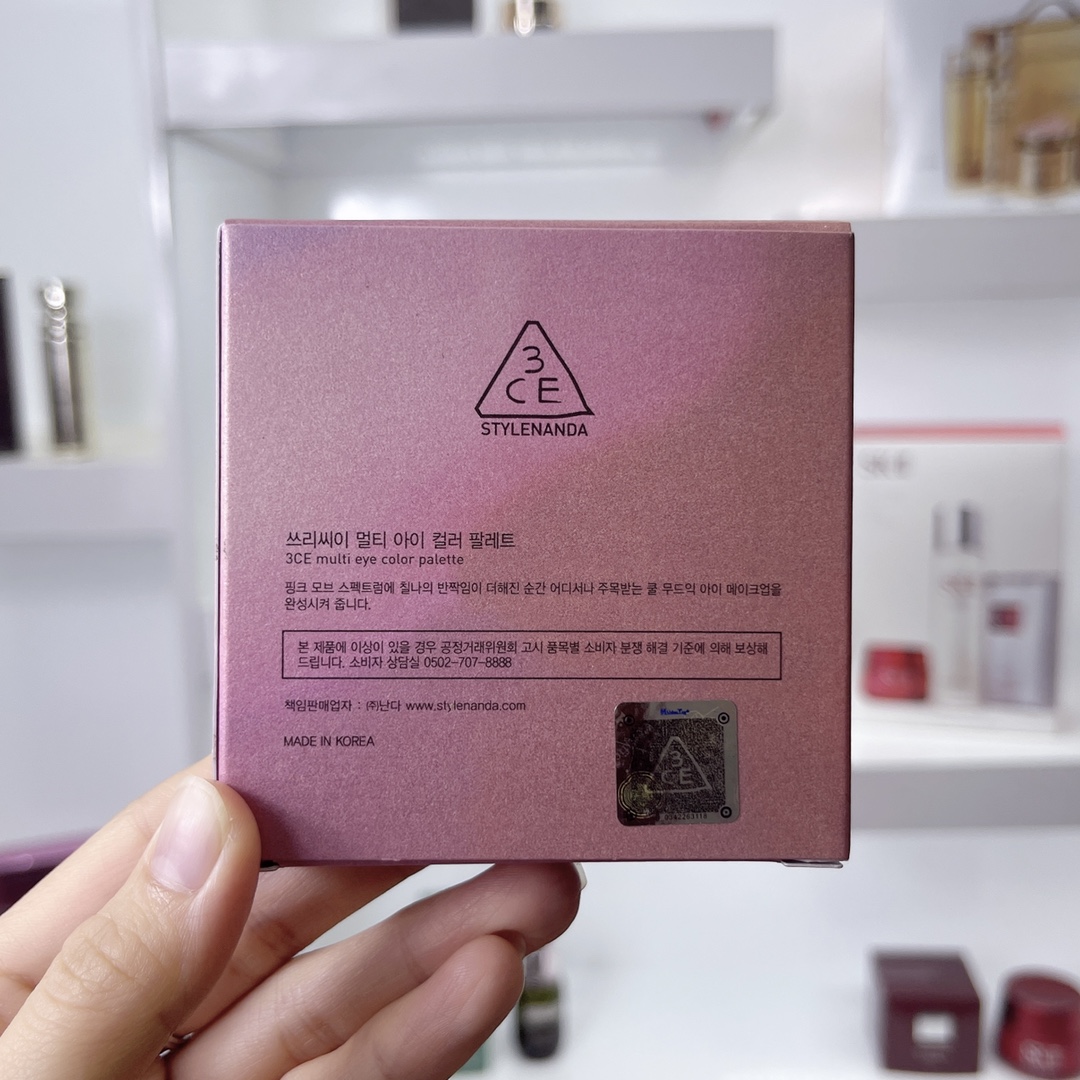 3
CE
STYLENANDA
쓰리씨이 멀티 아이 컬러 팔레트
3CE multi eye color palette
핑크 모브 스펙트럼에 칠나의 반짝임이 더해진 순간 어디서나 주목받는 쿨 무드익 아이 메이크업을
완성시켜 줍니다.
본 제품에 이상이 있을 경우 공정거래위원회 고시 품목별 소비자 분쟁 해결 기준에 의해 보상해
드립니다. 소비자 상담실 0502-707-8888
책임판매업자 : ㈜난다 www.stylenanda.com
MADE IN KOREA
3
CE
SK-II